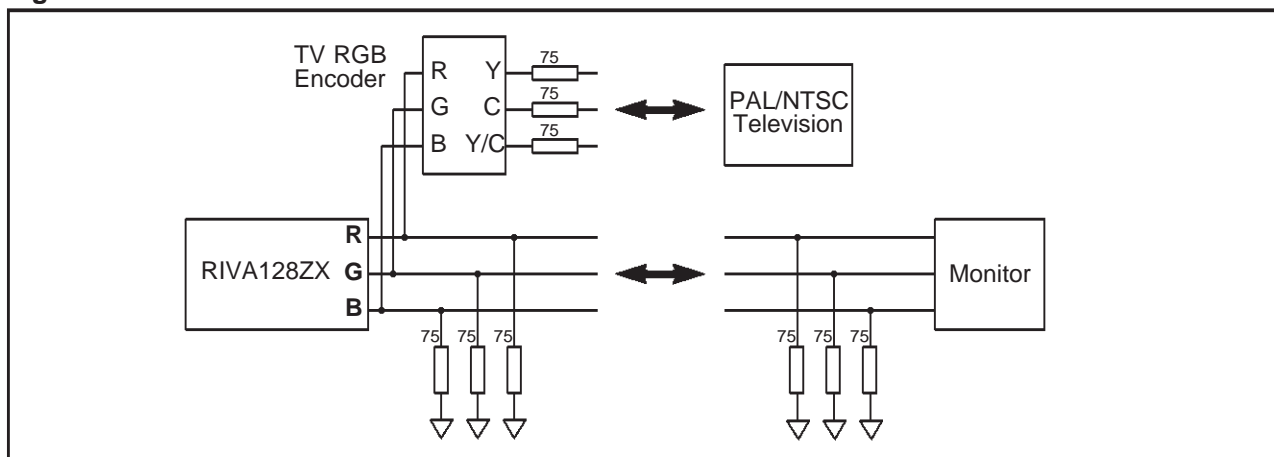 TV RGB
Encoder
R Y 75
G C 75
B Y/C 75
PAL/NTSC
Television
RIVA128ZX
R
G
B
Monitor
75 75 75
75 75 75